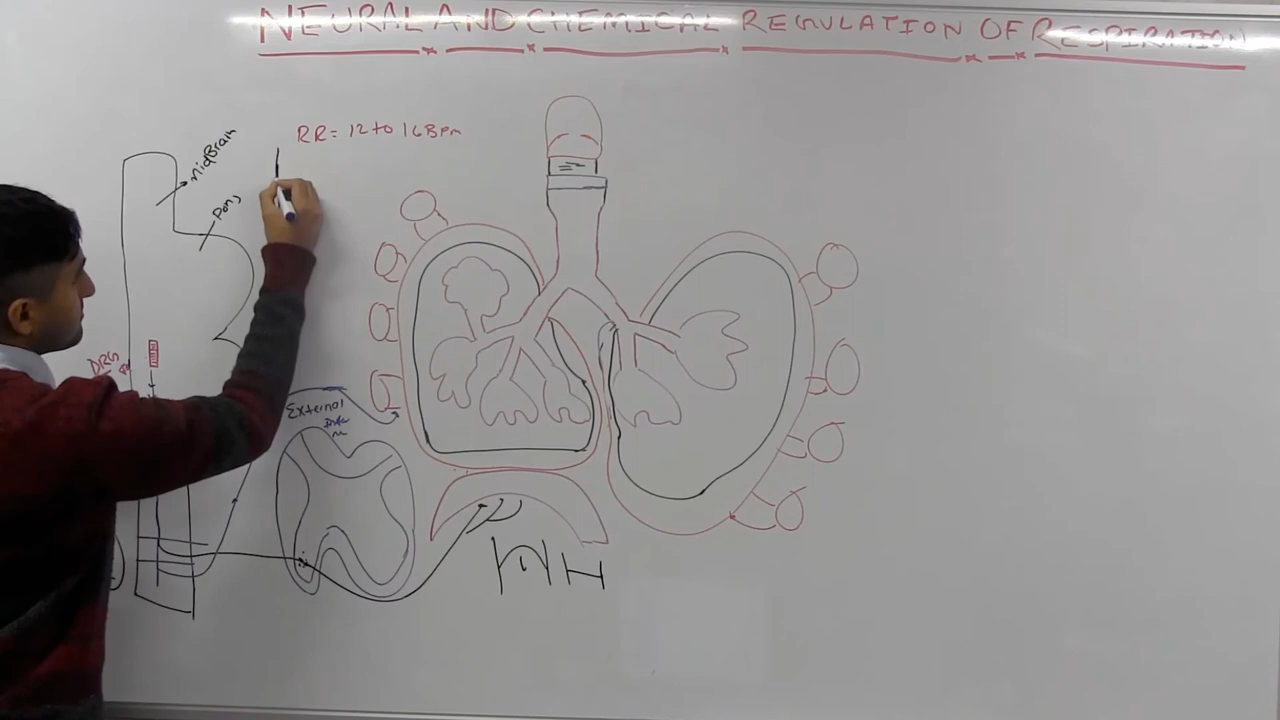 NEURAL AND CHEMICAL REGULATION OF RESPIRATION
RR = 12 to 16 BPM
MidBrain
Pons
DRG
External